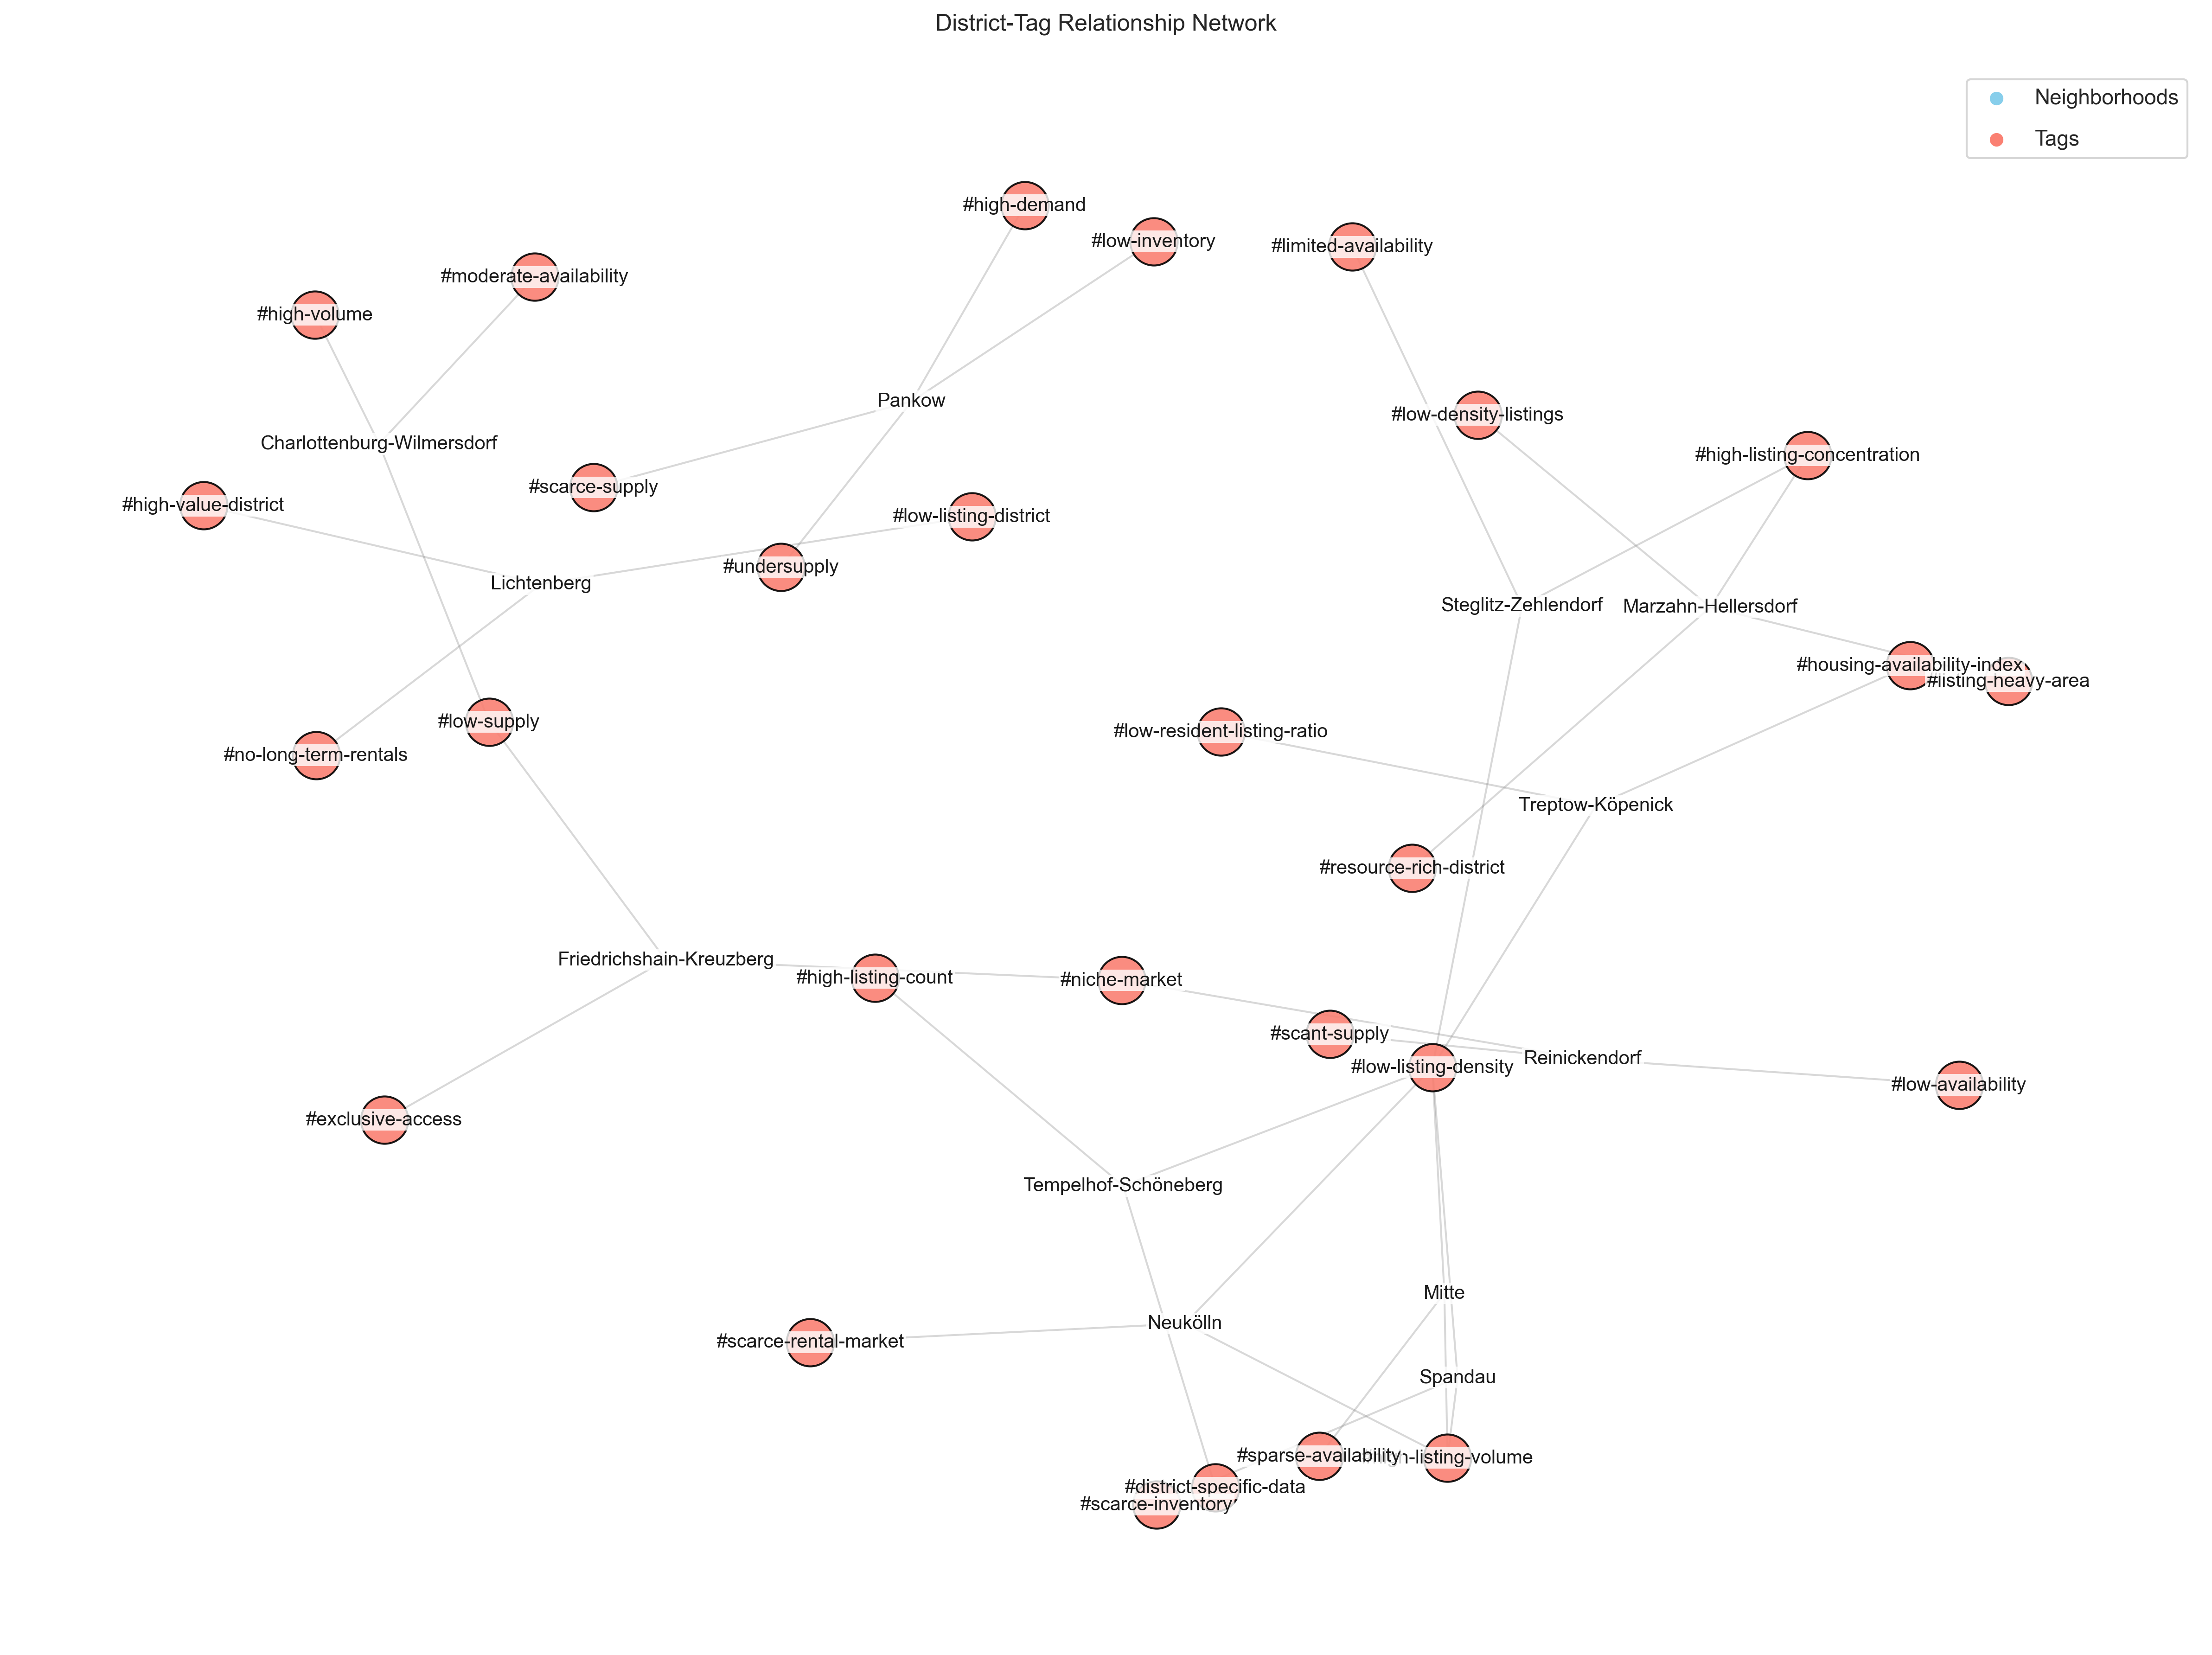 District-Tag Relationship Network
Neighborhoods
Tags
#high-demand
#low-inventory
#limited-availability
#moderate-availability
#high-volume
Pankow
#low-density-listings
Charlottenburg-Wilmersdorf
#high-listing-concentration
#scarce-supply
#high-value-district
#low-listing-district
#undersupply
Lichtenberg
Steglitz-Zehlendorf
Marzahn-Hellersdorf
#housing-availability-index
#listing-heavy-area
#low-supply
#low-resident-listing-ratio
#no-long-term-rentals
Treptow-Köpenick
#resource-rich-district
Friedrichshain-Kreuzberg
#high-listing-count
#niche-market
#scant-supply
Reinickendorf
#low-listing-density
#low-availability
#exclusive-access
Tempelhof-Schöneberg
Mitte
Neukölln
#scarce-rental-market
Spandau
#sparse-availability
-listing-volume
#district-specific-data
#scarce-inventory